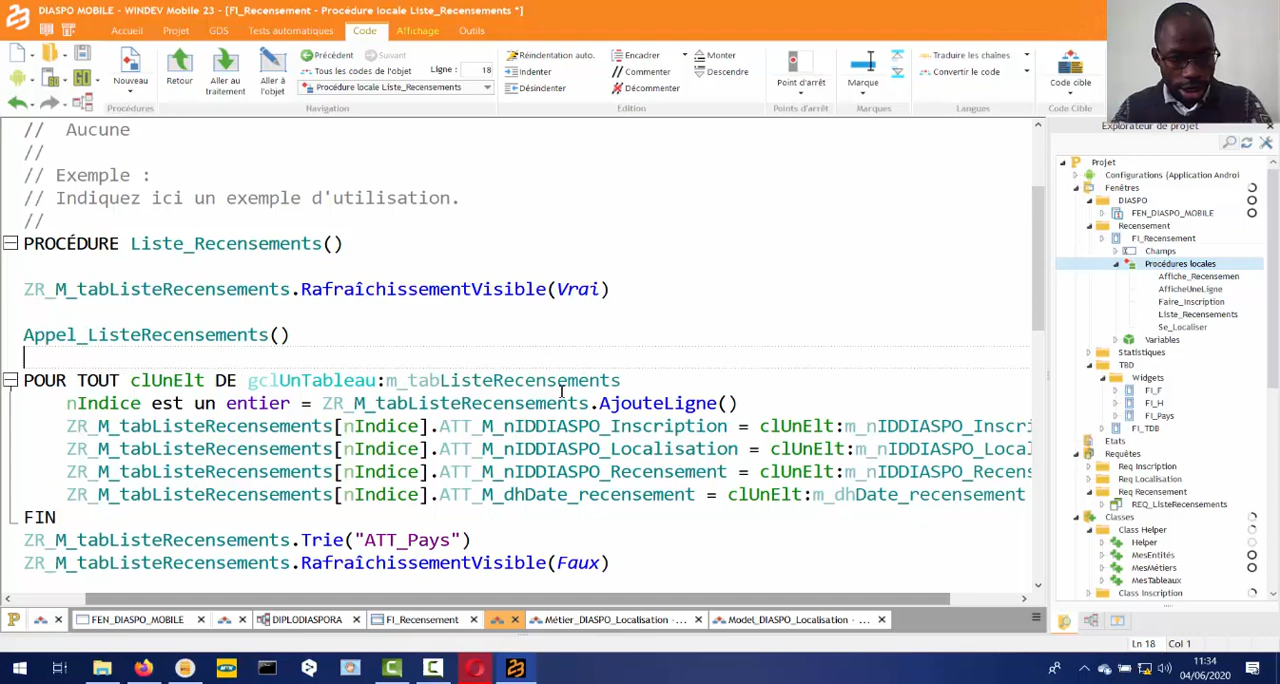 DIASPO MOBILE - WINDEV Mobile 23 - [FI_Recensement - Procédure locale Liste_Recensements *]
Accueil Projet GDS Tests automatiques Code Affichage Outils
Nouveau
Procédures
Retour
Aller au traitement
Aller à l'objet
Précédent Suivant Ligne : 18
Tous les codes de l'objet
Procédure locale Liste_Recensements
Navigation
Réindentation auto. Encadrer Monter
Indenter Commenter Descendre
Désindenter Décommenter
Edition
Point d'arrêt
Points d'arrêt
Marque
Marques
Traduire les chaînes
Convertir le code
Langues
Code cible
Code Cible
// Aucune
//
// Exemple :
// Indiquez ici un exemple d'utilisation.
//
PROCÉDURE Liste_Recensements()
ZR_M_tabListeRecensements.RafraîchissementVisible(Vrai)
Appel_ListeRecensements()
POUR TOUT clUnElt DE gclUnTableau:m_tabListeRecensements
nIndice est un entier = ZR_M_tabListeRecensements.AjouteLigne()
ZR_M_tabListeRecensements[nIndice].ATT_M_nIDDIASPO_Inscription = clUnElt:m_nIDDIASPO_Inscri
ZR_M_tabListeRecensements[nIndice].ATT_M_nIDDIASPO_Localisation = clUnElt:m_nIDDIASPO_Loca
ZR_M_tabListeRecensements[nIndice].ATT_M_nIDDIASPO_Recensement = clUnElt:m_nIDDIASPO_Recens
ZR_M_tabListeRecensements[nIndice].ATT_M_dhDate_recensement = clUnElt:m_dhDate_recensement
FIN
ZR_M_tabListeRecensements.Trie("ATT_Pays")
ZR_M_tabListeRecensements.RafraîchissementVisible(Faux)
Explorateur de projet
Projet
Configurations (Application Androi
Fenêtres
DIASPO
FEN_DIASPO_MOBILE
Recensement
FI_Recensement
Champs
Procédures locales
Affiche_Recensemen
AfficheUneLigne
Faire_Inscription
Liste_Recensements
Se_Localiser
Variables
Statistiques
TBD
Widgets
FI_F
FI_H
FI_Pays
FI_TDB
Etats
Requêtes
Req Inscription
Req Localisation
Req Recensement
REQ_ListeRecensements
Classes
Class Helper
Helper
MesEntités
MesMétiers
MesTableaux
Class Inscription
FEN_DIASPO_MOBILE DIPLODIASPORA FI_Recensement Métier_DIASPO_Localisation - ... Model_DIASPO_Localisation - ...
Ln 18 Col 1
11:34
04/06/2020